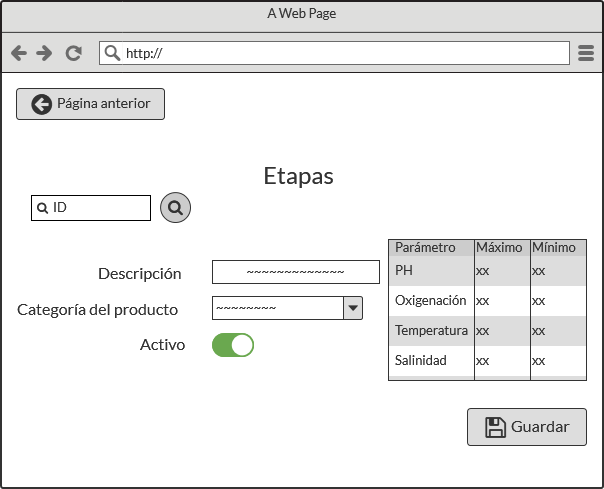 A Web Page
http://
Página anterior
Etapas
ID
Descripción ~~~~~~~~~~~~~
Categoría del producto ~~~~~~~~
Activo
Parámetro Máximo Mínimo
PH xx xx
Oxigenación xx xx
Temperatura xx xx
Salinidad xx xx
Guardar